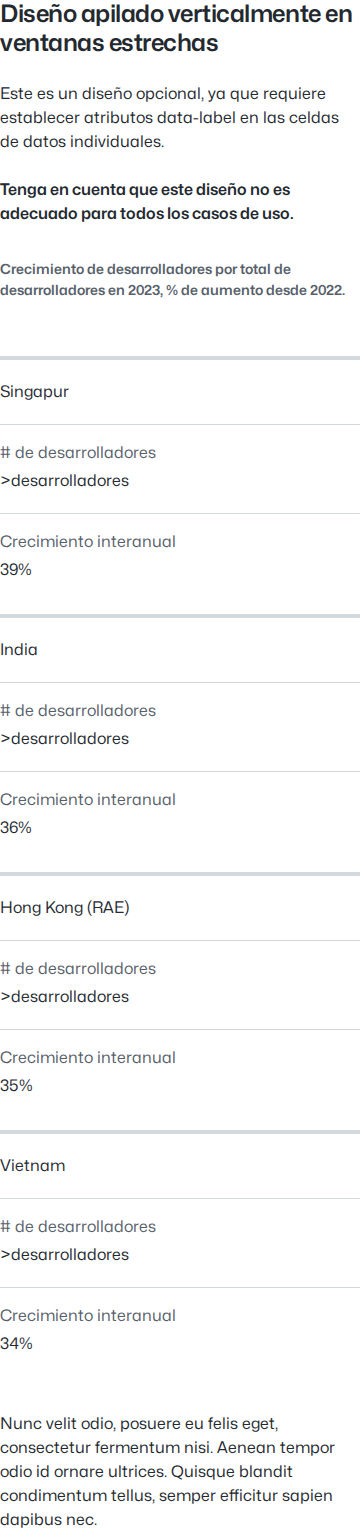 Diseño apilado verticalmente en
ventanas estrechas
Este es un diseño opcional, ya que requiere
establecer atributos data-label en las celdas
de datos individuales.
Tenga en cuenta que este diseño no es
adecuado para todos los casos de uso.
Crecimiento de desarrolladores por total de
desarrolladores en 2023, % de aumento desde 2022.
Singapur
# de desarrolladores
>desarrolladores
Crecimiento interanual
39%
India
# de desarrolladores
>desarrolladores
Crecimiento interanual
36%
Hong Kong (RAE)
# de desarrolladores
>desarrolladores
Crecimiento interanual
35%
Vietnam
# de desarrolladores
>desarrolladores
Crecimiento interanual
34%
Nunc velit odio, posuere eu felis eget,
consectetur fermentum nisi. Aenean tempor
odio id ornare ultrices. Quisque blandit
condimentum tellus, semper efficitur sapien
dapibus nec.